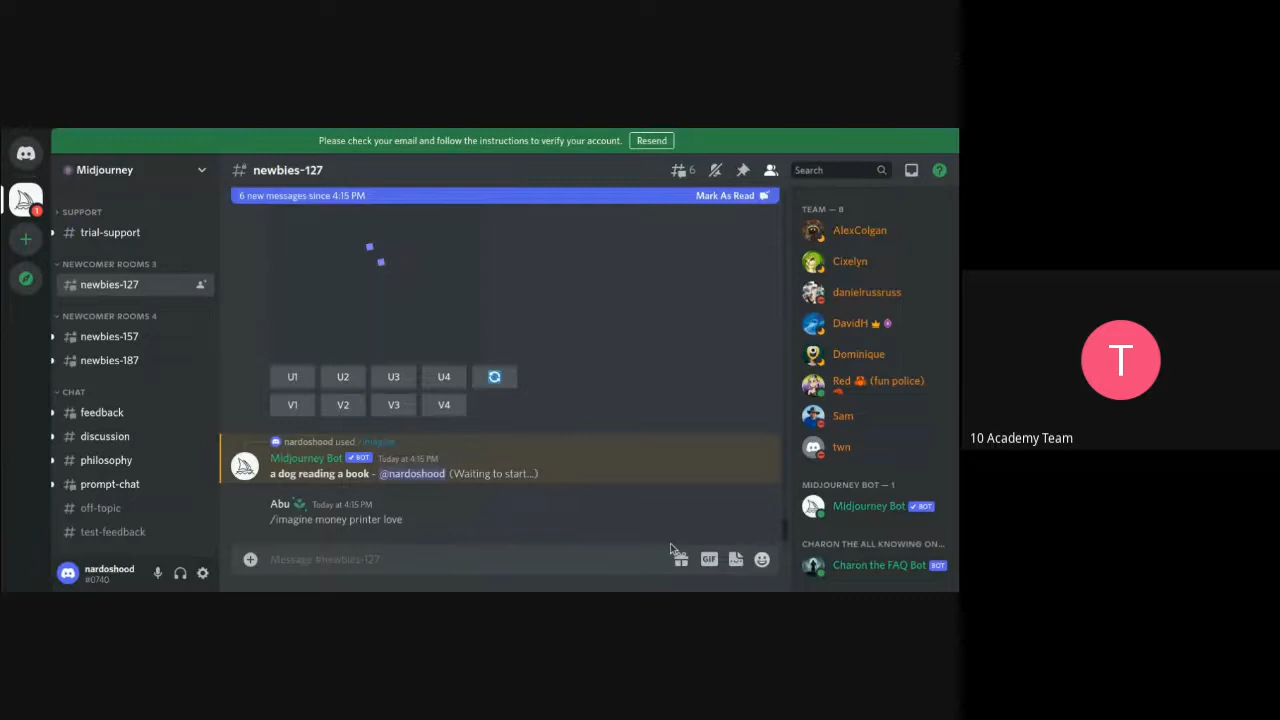 Please check your email and follow the instructions to verify your account. Resend
Midjourney
newbies-127
6
Search
6 new messages since 4:15 PM
Mark As Read
1
SUPPORT
trial-support
NEWCOMER ROOMS 3
newbies-127
NEWCOMER ROOMS 4
newbies-157
newbies-187
CHAT
feedback
discussion
philosophy
prompt-chat
off-topic
test-feedback
nardoshood
#0740
U1 U2 U3 U4
V1 V2 V3 V4
nardoshood used /imagine
Midjourney Bot BOT Today at 4:15 PM
a dog reading a book - @nardoshood (Waiting to start...)
Abu Today at 4:15 PM
/imagine money printer love
Message #newbies-127
GIF
TEAM — 8
AlexColgan
Cixelyn
danielrussruss
DavidH
Dominique
Red (fun police)
Sam
twn
MIDJOURNEY BOT — 1
Midjourney Bot BOT
CHARON THE ALL KNOWING ON...
Charon the FAQ Bot BOT
T
10 Academy Team